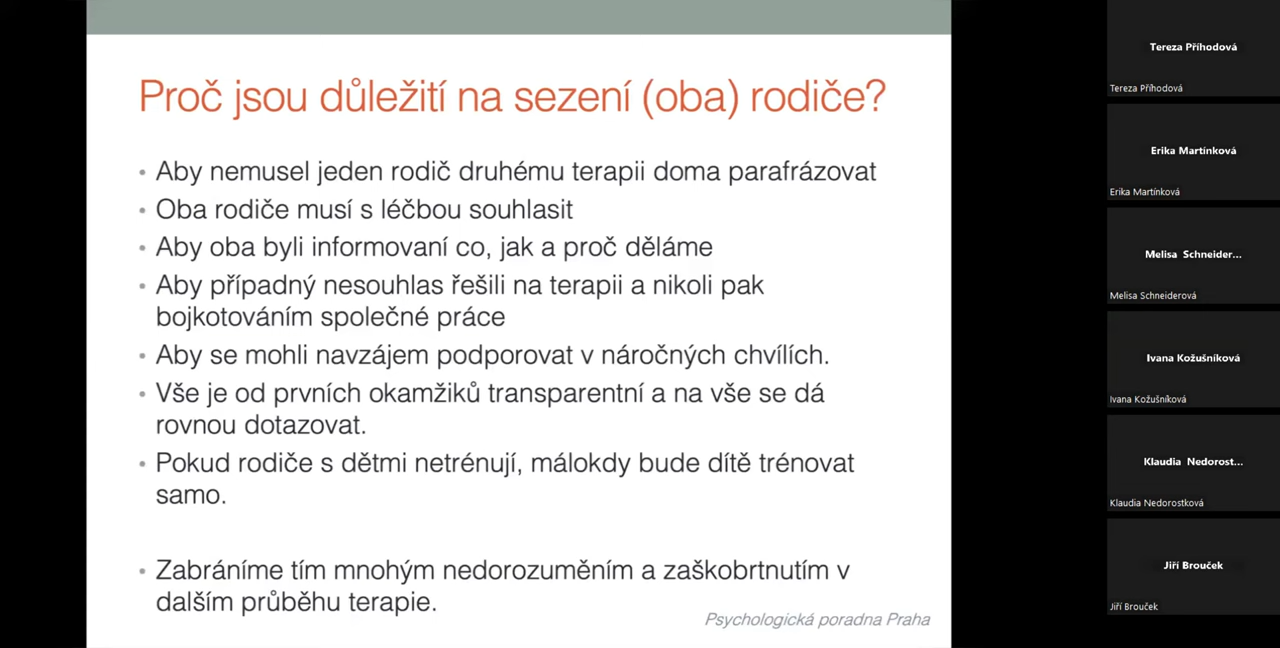 Proč jsou důležití na sezení (oba) rodiče?
• Aby nemusel jeden rodič druhému terapii doma parafrázovat
• Oba rodiče musí s léčbou souhlasit
• Aby oba byli informovaní co, jak a proč děláme
• Aby případný nesouhlas řešili na terapii a nikoli pak
bojkotováním společné práce
• Aby se mohli navzájem podporovat v náročných chvílích.
• Vše je od prvních okamžiků transparentní a na vše se dá
rovnou dotazovat.
• Pokud rodiče s dětmi netrénují, málokdy bude dítě trénovat
samo.
• Zabráníme tím mnohým nedorozuměním a zaškobrtnutím v
dalším průběhu terapie.
Psychologická poradna Praha
Tereza Příhodová
Tereza Příhodová
Erika Martínková
Erika Martínková
Melisa Schneider...
Melisa Schneiderová
Ivana Kožušníková
Ivana Kožušníková
Klaudia Nedorost...
Klaudia Nedorostková
Jiří Brouček
Jiří Brouček